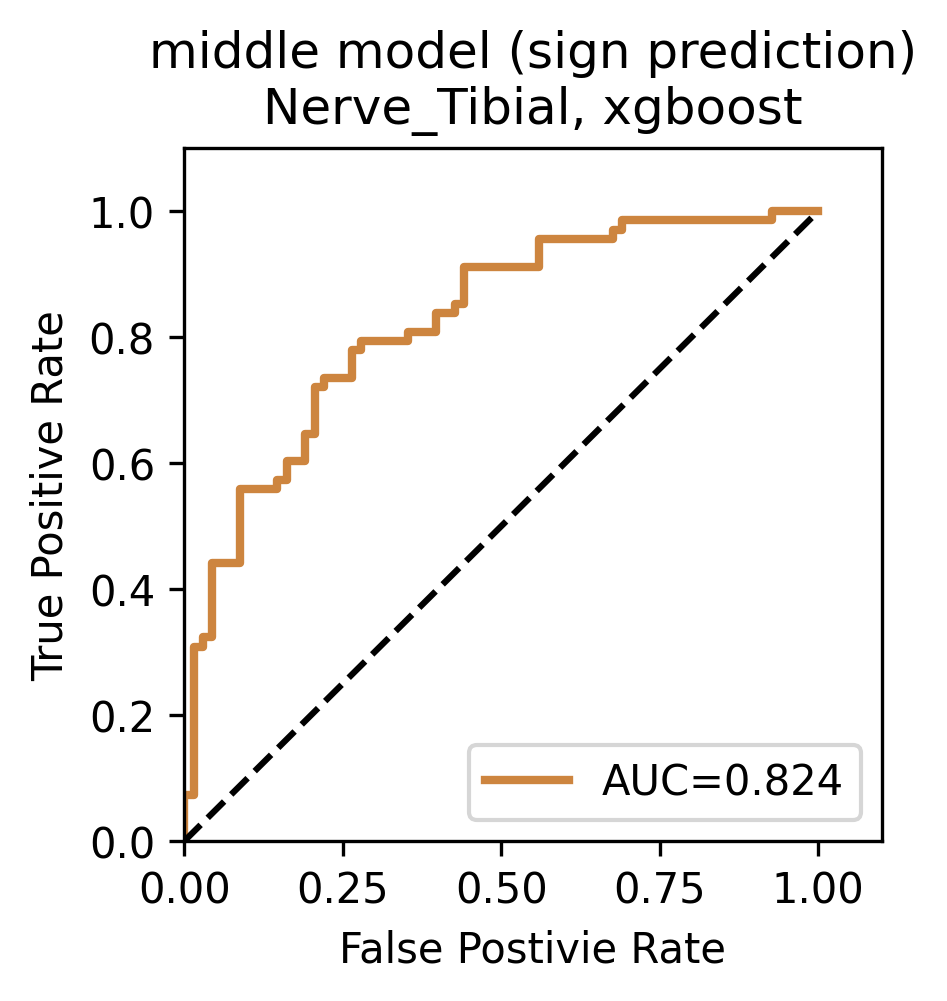 middle model (sign prediction)
Nerve_Tibial, xgboost
True Positive Rate
1.0
0.8
0.6
0.4
0.2
0.0
AUC=0.824
0.00 0.25 0.50 0.75 1.00
False Postivie Rate